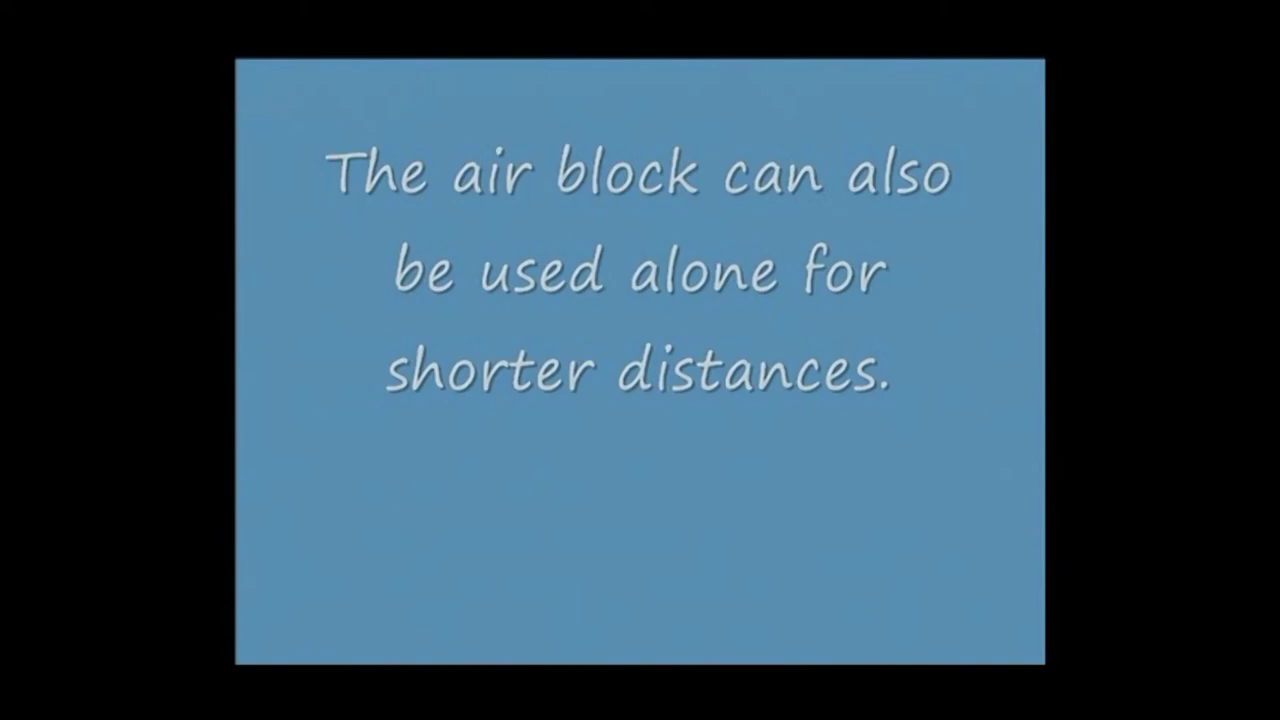 The air block can also
be used alone for
shorter distances.